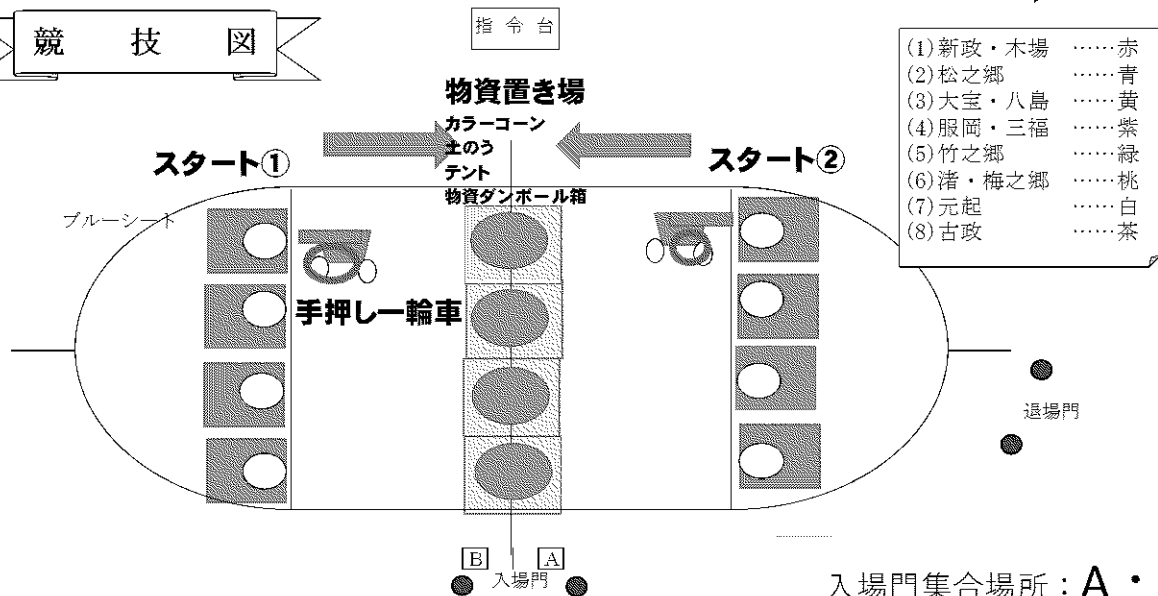 競技図
指令台
物資置き場
カラーコーン
土のう
テント
物資ダンボール箱
スタート①
スタート②
ブルーシート
手押し一輪車
(1)新政・木場 ……赤
(2)松之郷 ……青
(3)大宝・八島 ……黄
(4)服岡・三福 ……紫
(5)竹之郷 ……緑
(6)渚・梅之郷 ……桃
(7)元起 ……白
(8)古政 ……茶
退場門
B A
入場門
入場門集合場所：A・